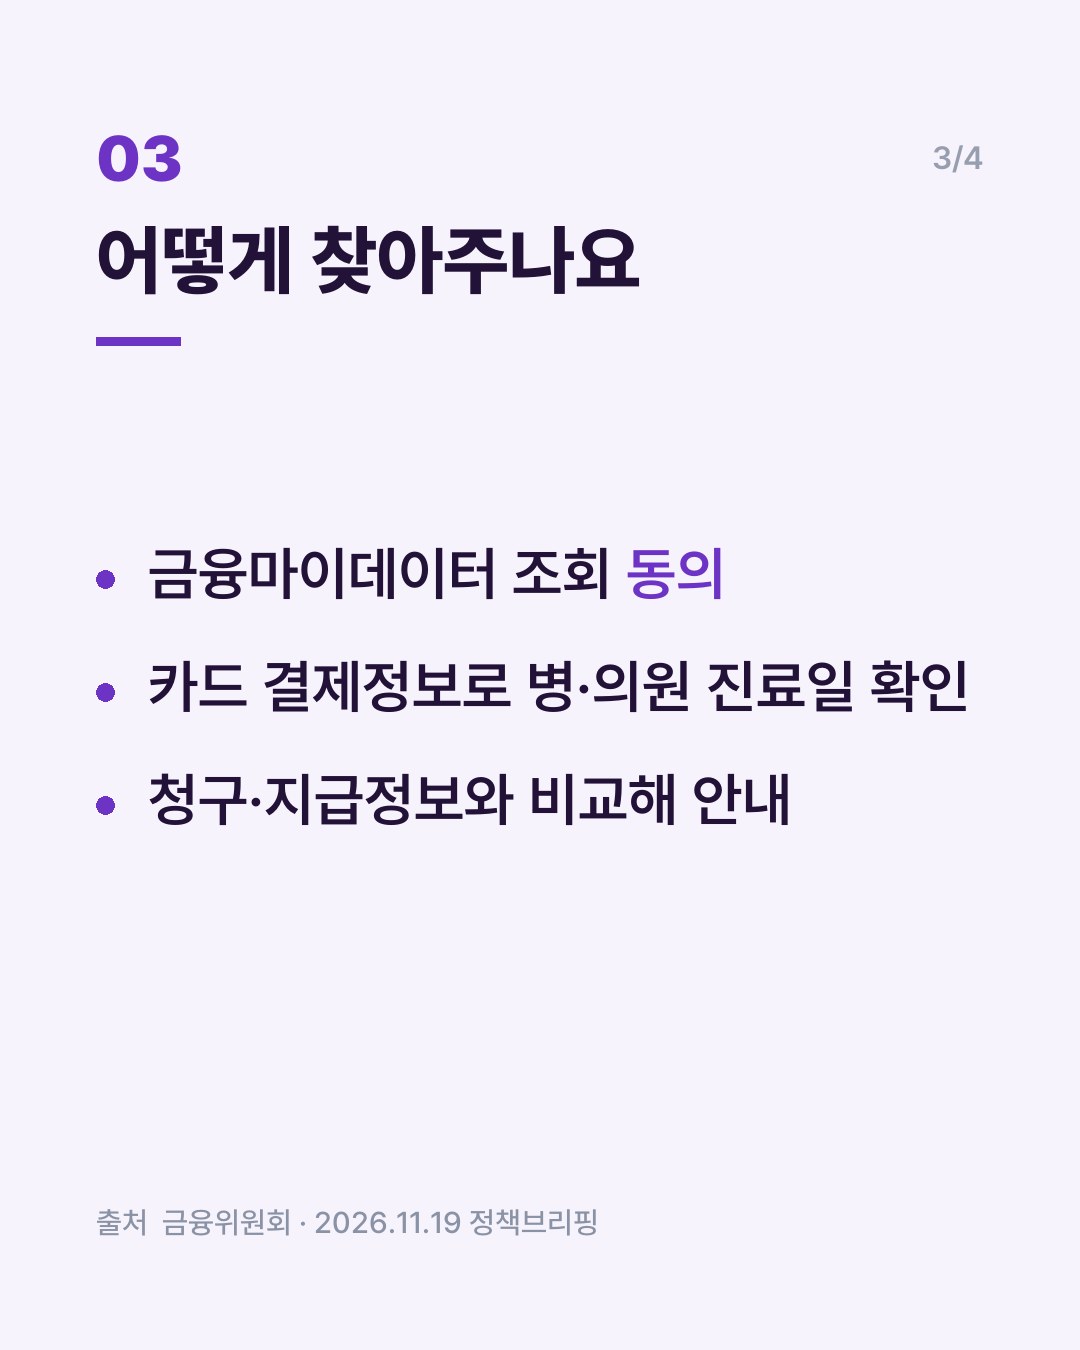 03
3/4
어떻게 찾아주나요
금융마이데이터 조회 동의
카드 결제정보로 병·의원 진료일 확인
청구·지급정보와 비교해 안내
출처 금융위원회 · 2026.11.19 정책브리핑